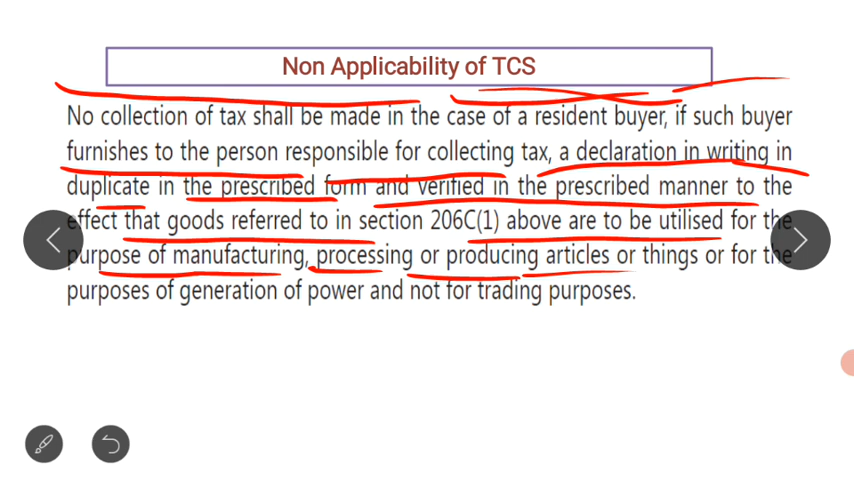 Non Applicability of TCS
No collection of tax shall be made in the case of a resident buyer, if such buyer
furnishes to the person responsible for collecting tax, a declaration in writing in
duplicate in the prescribed form and verified in the prescribed manner to the
effect that goods referred to in section 206C(1) above are to be utilised for the
purpose of manufacturing, processing or producing articles or things or for the
purposes of generation of power and not for trading purposes.